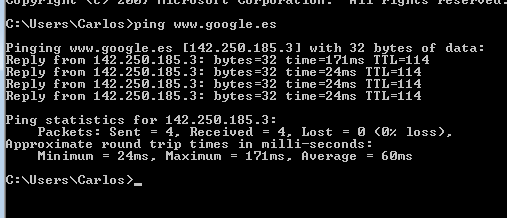 Copyright (c) 2007 Microsoft Corporation. All rights reserved.
C:\Users\Carlos>ping www.google.es
Pinging www.google.es [142.250.185.3] with 32 bytes of data:
Reply from 142.250.185.3: bytes=32 time=171ms TTL=114
Reply from 142.250.185.3: bytes=32 time=24ms TTL=114
Reply from 142.250.185.3: bytes=32 time=24ms TTL=114
Reply from 142.250.185.3: bytes=32 time=24ms TTL=114
Ping statistics for 142.250.185.3:
Packets: Sent = 4, Received = 4, Lost = 0 (0% loss),
Approximate round trip times in milli-seconds:
Minimum = 24ms, Maximum = 171ms, Average = 60ms
C:\Users\Carlos>_